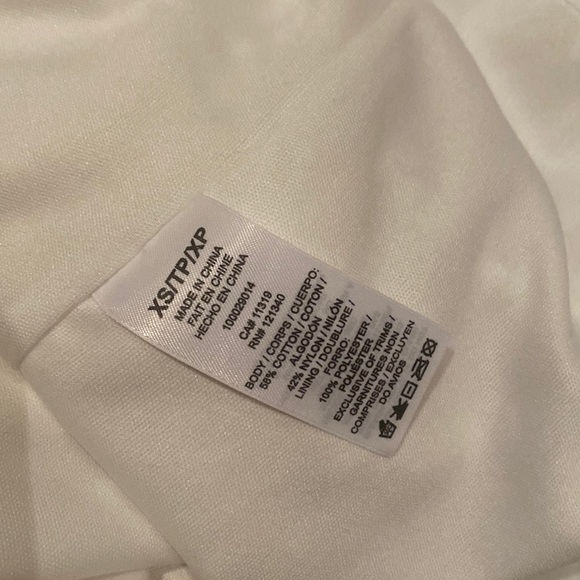 XS/TP/XP
MADE IN CHINA
FAIT EN CHINE
HECHO EN CHINA
100029014
CA# 11319
RN# 121340
BODY / CORPS / CUERPO:
58% COTTON / COTON /
ALGODÓN
42% NYLON / NILÓN
LINING / DOUBLURE /
FORRO:
100% POLYESTER /
POLIÉSTER
EXCLUSIVE OF TRIMS /
GARNITURES NON
COMPRISES / EXCLUYEN
DO AVIOS